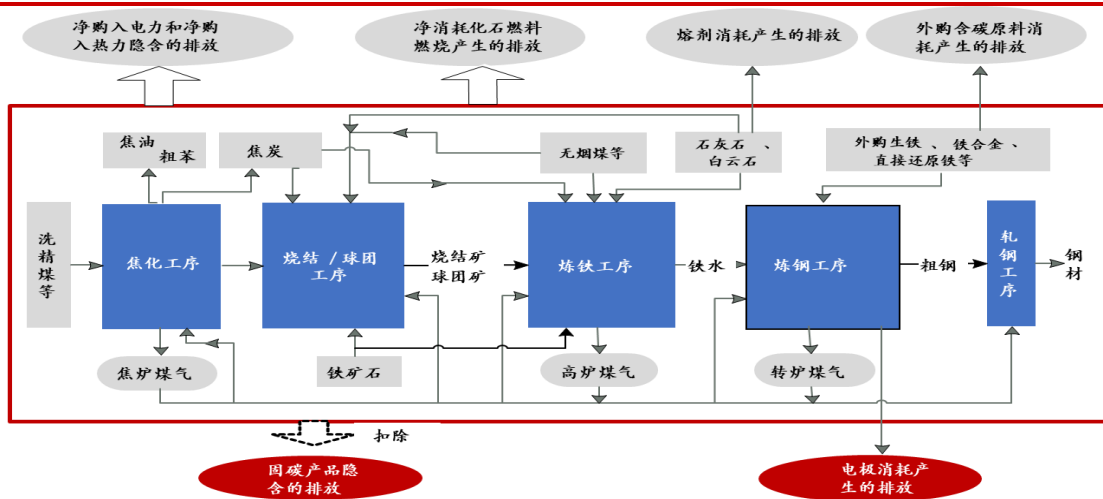 净购入电力和净购
入热力隐含的排放
净消耗化石燃料
燃烧产生的排放
熔剂消耗产生的排放
外购含碳原料消
耗产生的排放
焦油
粗苯
焦炭
无烟煤等
石灰石 、
白云石
外购生铁 、 铁合金 、
直接还原铁等
洗精煤等
焦化工序
烧结 /球团
工序
烧结矿
球团矿
炼铁工序
铁水
炼钢工序
粗钢
轧钢工序
钢材
焦炉煤气
铁矿石
高炉煤气
转炉煤气
扣除
固碳产品隐
含的排放
电极消耗产
生的排放